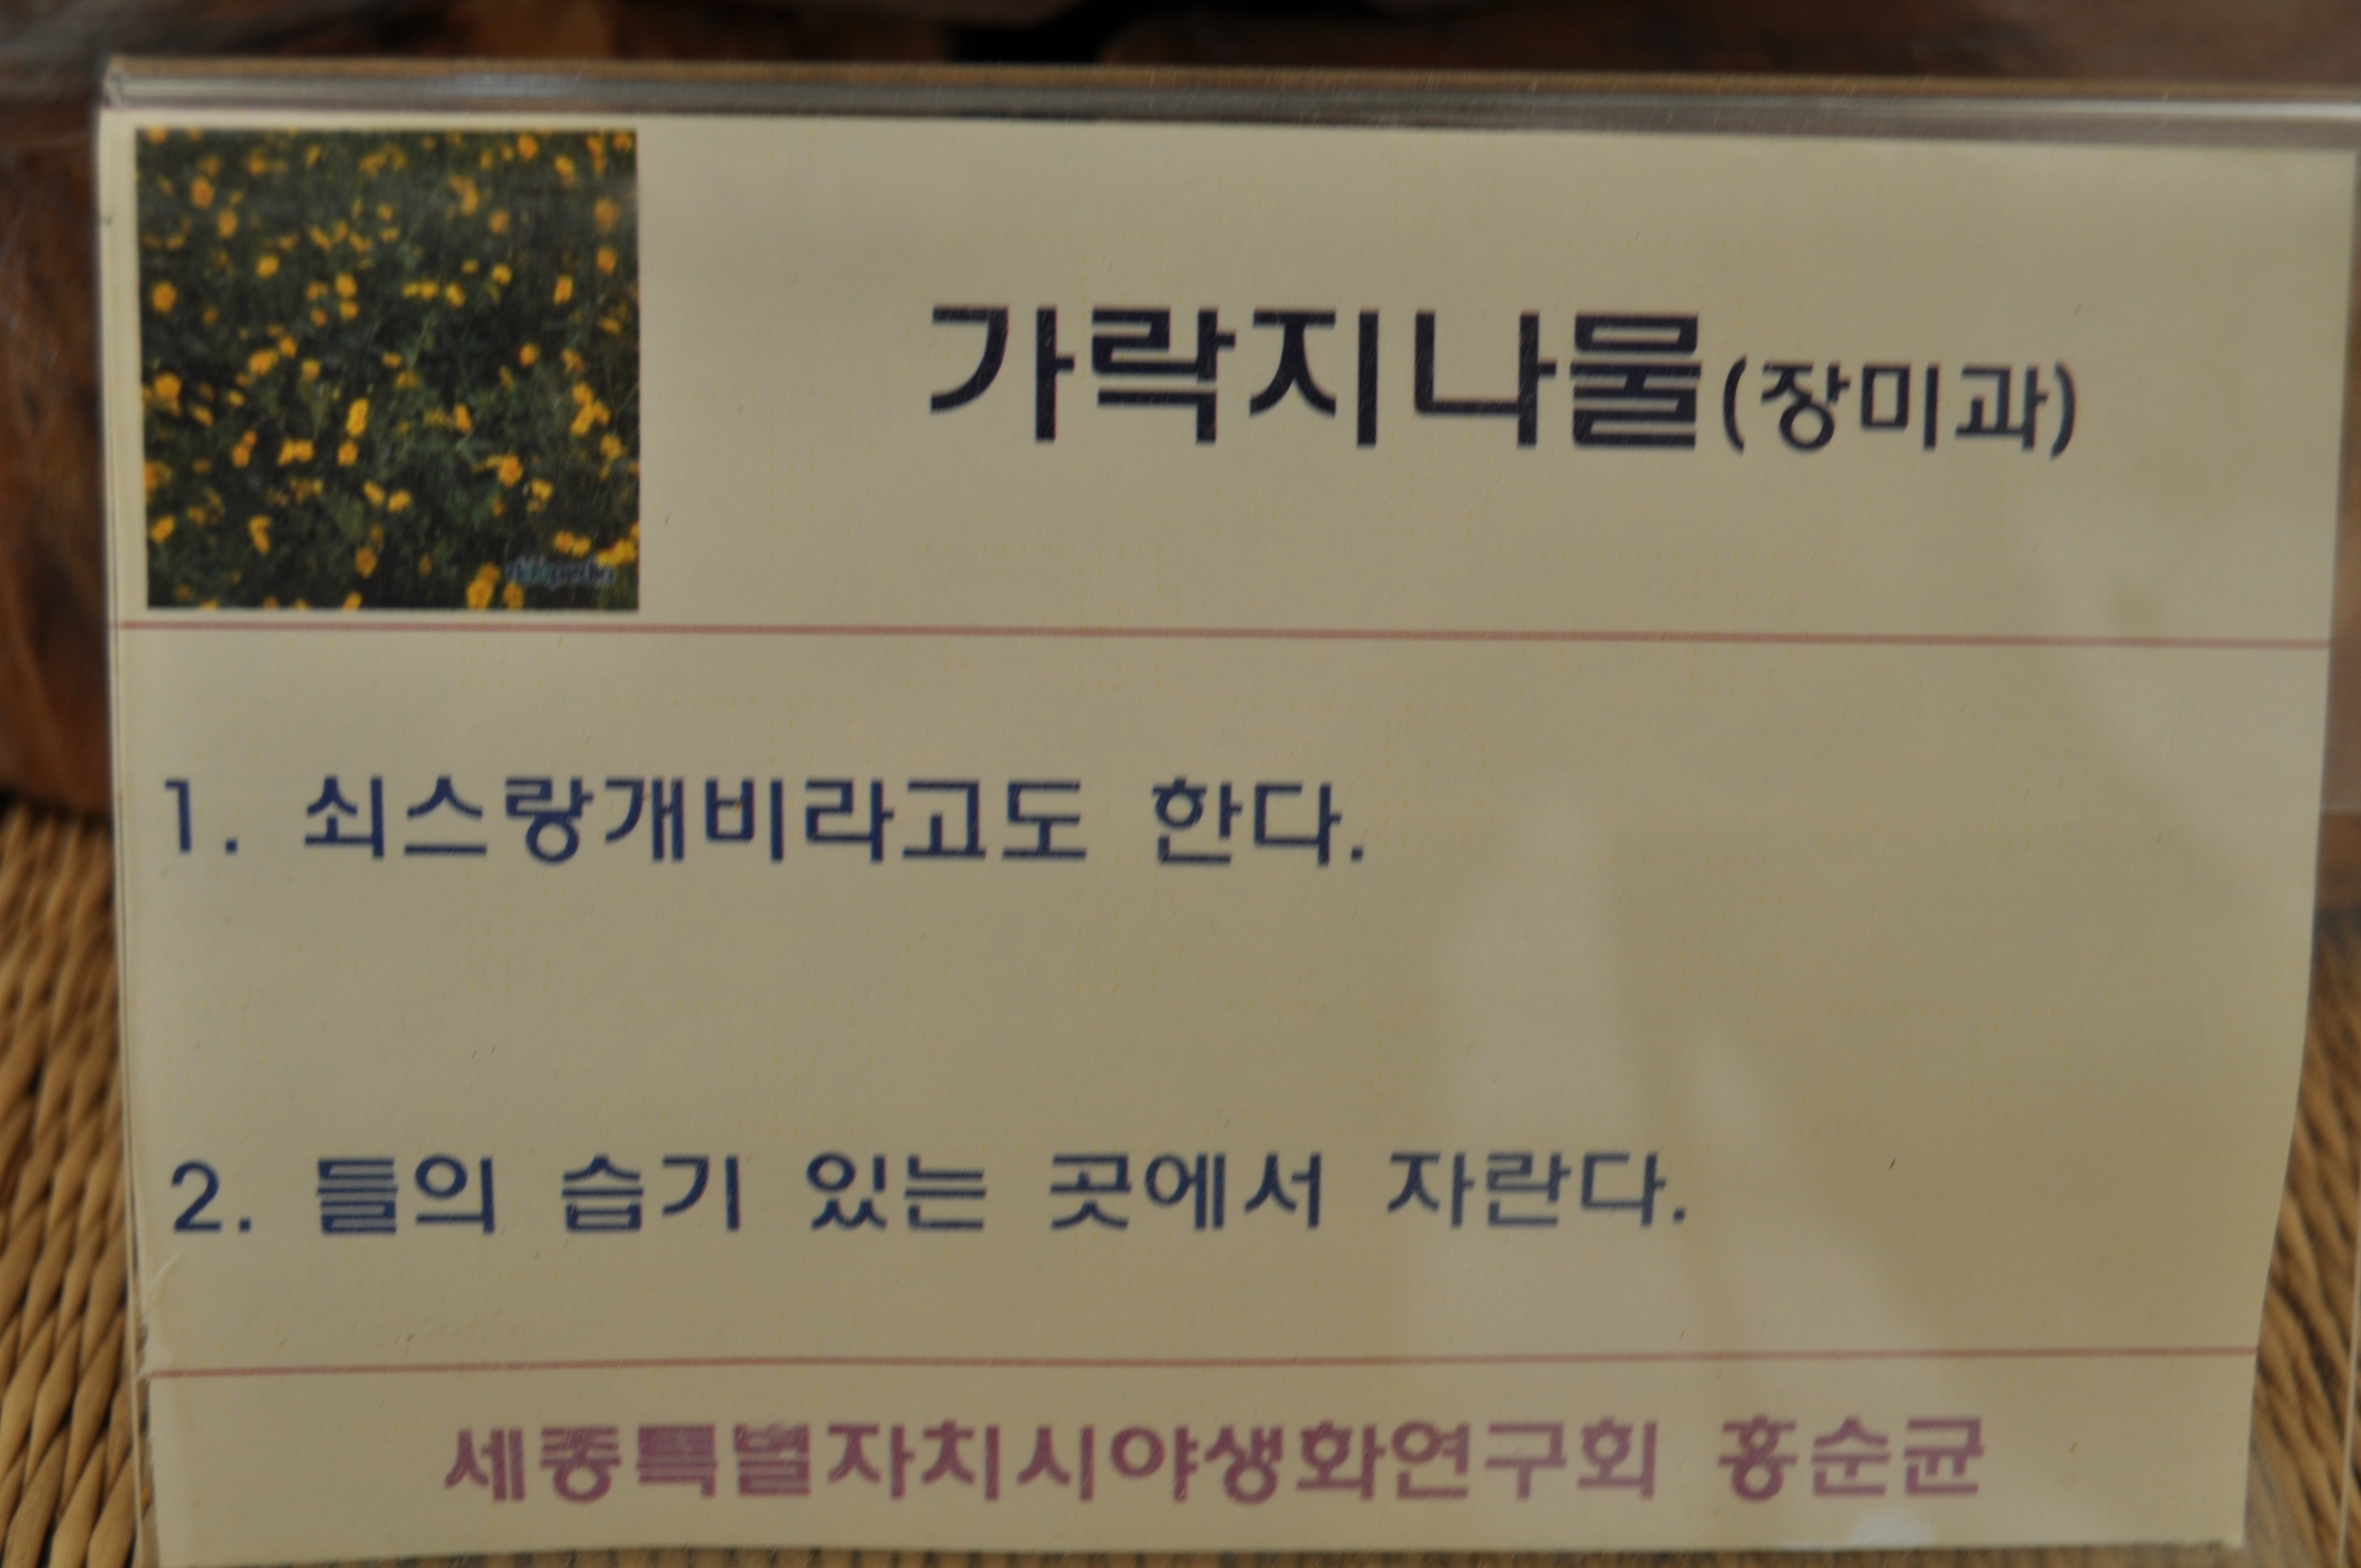 가락지나물(장미과)
1. 쇠스랑개비라고도 한다.
2. 들의 습기 있는 곳에서 자란다.
세종특별자치시야생화연구회 홍순균